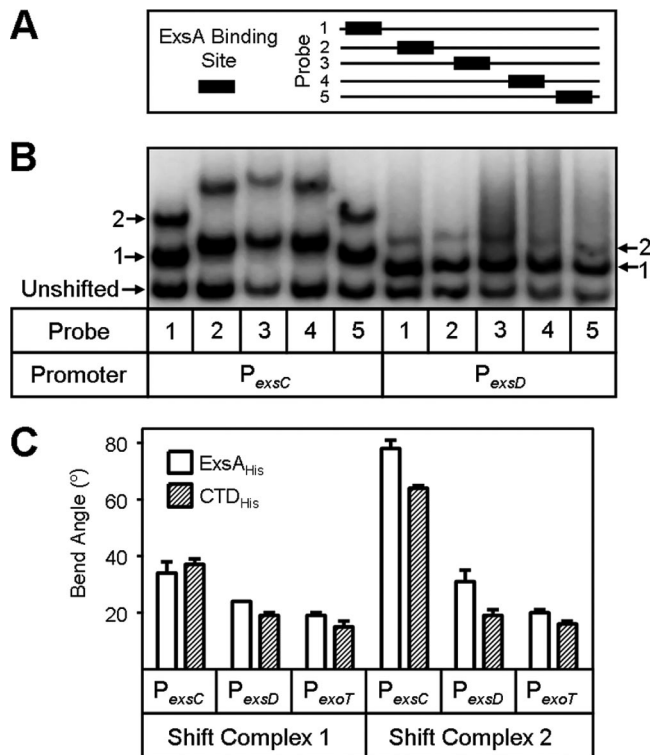 A
ExsA Binding
Site
Probe
1
2
3
4
5
B
2
1
Unshifted
2
1
Probe 1 2 3 4 5 1 2 3 4 5
Promoter PexsC PexsD
C
Bend Angle (°)
80
60
40
20
ExsAHis
CTDHis
PexsC PexsD PexoT PexsC PexsD PexoT
Shift Complex 1 Shift Complex 2